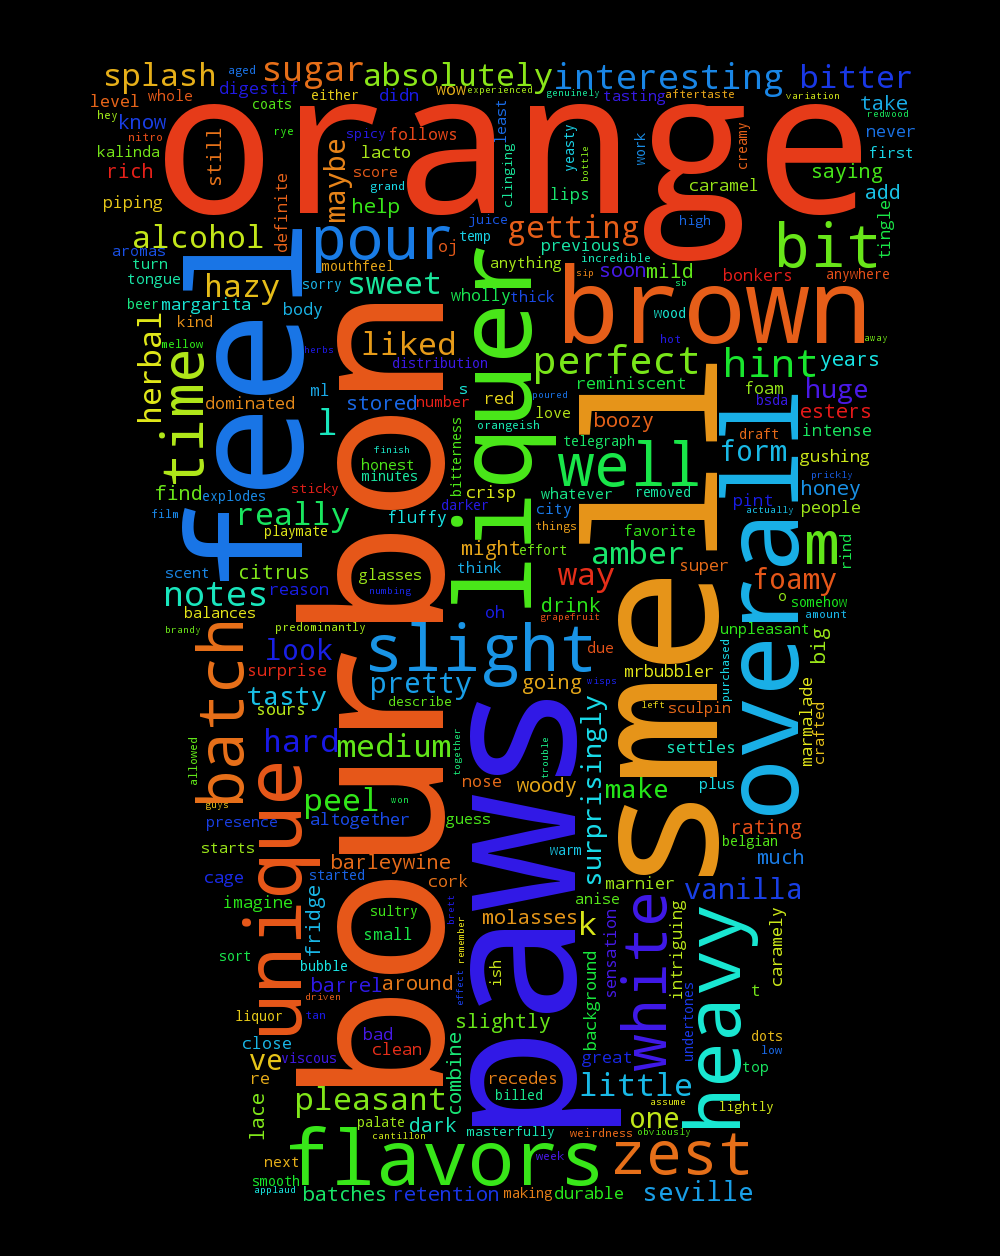 splash
aged
sugar
absolutely
interesting
bitter
level
whole
digestif
either
didn
wow
experienced
genuinely
tasting
aftertaste
variation
take
hey
know
coats
orange
redwood
nitro
rye
spicy
follows
least
work
creamy
never
kalinda
still
maybe
lacto
yeasty
bottle
first
rich
score
clinging
caramel
saying
grand
piping
definite
help
lips
add
juice
high
tingle
alcohol
pour
oj
temp
getting
previous
bit
aromas
mouthfeel
anything
incredible
turn
tongue
hazy
sorry
sweet
sip
soon
mild
bonkers
anywhere
sb
beer
margarita
body
wholly
thick
brown
wood
herbal
kind
feel
liked
liquer
hot
away
mellow
time
herbs
distribution
perfect
hint
years
dominated
ml
stored
number
s
red
poured
reminiscent
foam
huge
l
love
boozy
bsda
esters
orangeish
draft
intense
finish
bourbon
bitterness
telegraph
well
smell
form
overall
gushing
honest
minutes
prickly
find
explodes
sticky
crisp
whatever
removed
pint
honey
film
really
fluffy
darker
city
actually
people
playmate
things
favorite
m
rind
might
effort
amber
super
scent
citrus
glasses
think
way
foamy
notes
reason
numbing
drink
somehow
balances
oh
grapefruit
amount
brandy
predominantly
slight
unpleasant
batch
look
due
big
surprise
pretty
going
wisps
mrbubbler
purchased
tasty
describe
left
sculpin
marmalade
crafted
sours
paws
surprisingly
hard
medium
together
trouble
settles
allowed
unique
nose
woody
make
plus
guys
peel
won
presence
altogether
guess
rating
starts
warm
belgian
much
barleywine
cage
started
cork
marnier
vanilla
imagine
fridge
sultry
brett
molasses
anise
small
k
white
intriguing
heavy
caramely
sort
bubble
remember
ish
background
sensation
barrel
around
effect
undertones
t
driven
liquor
tan
slightly
bad
dots
close
clean
great
low
ve
viscous
combine
top
re
recedes
little
lace
pleasant
billed
assume
lightly
palate
dark
one
cantillon
masterfully
weirdness
obviously
next
flavors
week
zest
smooth
applaud
batches
retention
making
durable
seville